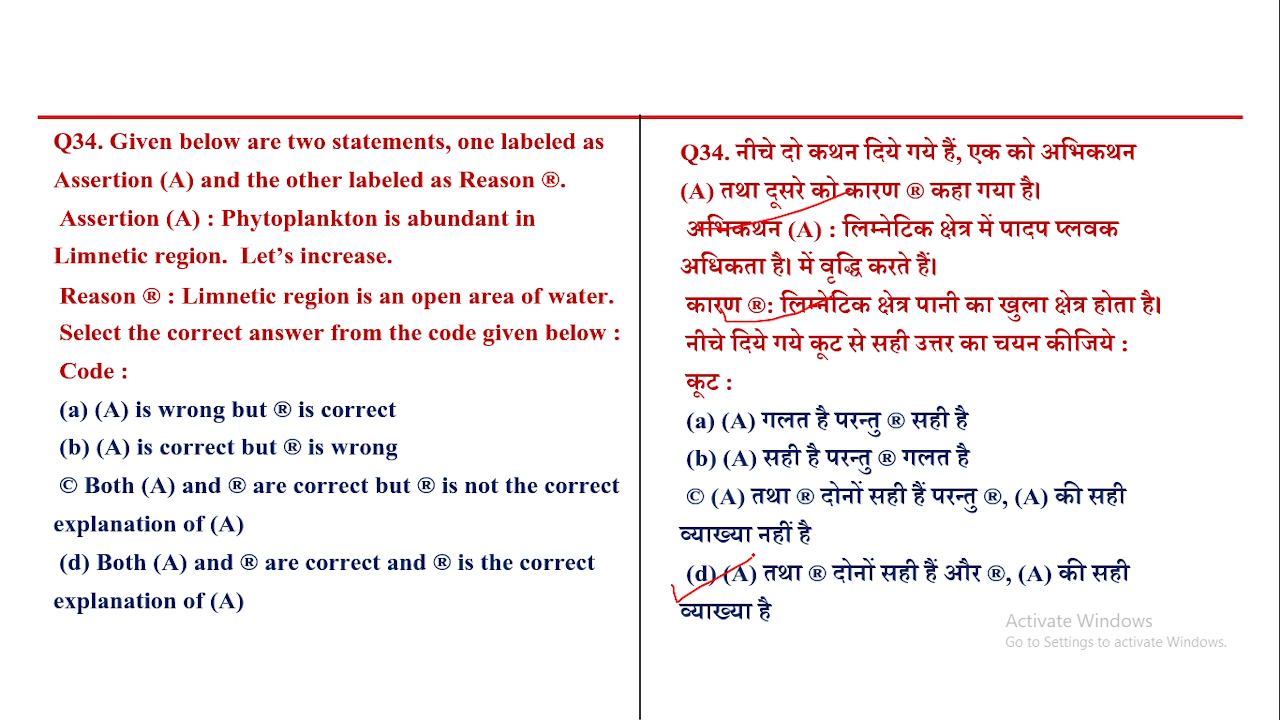 Q34. Given below are two statements, one labeled as
Assertion (A) and the other labeled as Reason ®.
Assertion (A) : Phytoplankton is abundant in
Limnetic region. Let's increase.
Reason ® : Limnetic region is an open area of water.
Select the correct answer from the code given below :
Code :
(a) (A) is wrong but ® is correct
(b) (A) is correct but ® is wrong
© Both (A) and ® are correct but ® is not the correct
explanation of (A)
(d) Both (A) and ® are correct and ® is the correct
explanation of (A)
Q34. नीचे दो कथन दिये गये हैं, एक को अभिकथन
(A) तथा दूसरे को कारण ® कहा गया है।
अभिकथन (A) : लिम्नेटिक क्षेत्र में पादप प्लवक
अधिकता है। में वृद्धि करते हैं।
कारण ®: लिम्नेटिक क्षेत्र पानी का खुला क्षेत्र होता है।
नीचे दिये गये कूट से सही उत्तर का चयन कीजिये :
कूट :
(a) (A) गलत है परन्तु ® सही है
(b) (A) सही है परन्तु ® गलत है
© (A) तथा ® दोनों सही हैं परन्तु ®, (A) की सही
व्याख्या नहीं है
(d) (A) तथा ® दोनों सही हैं और ®, (A) की सही
व्याख्या है
Activate Windows
Go to Settings to activate Windows.